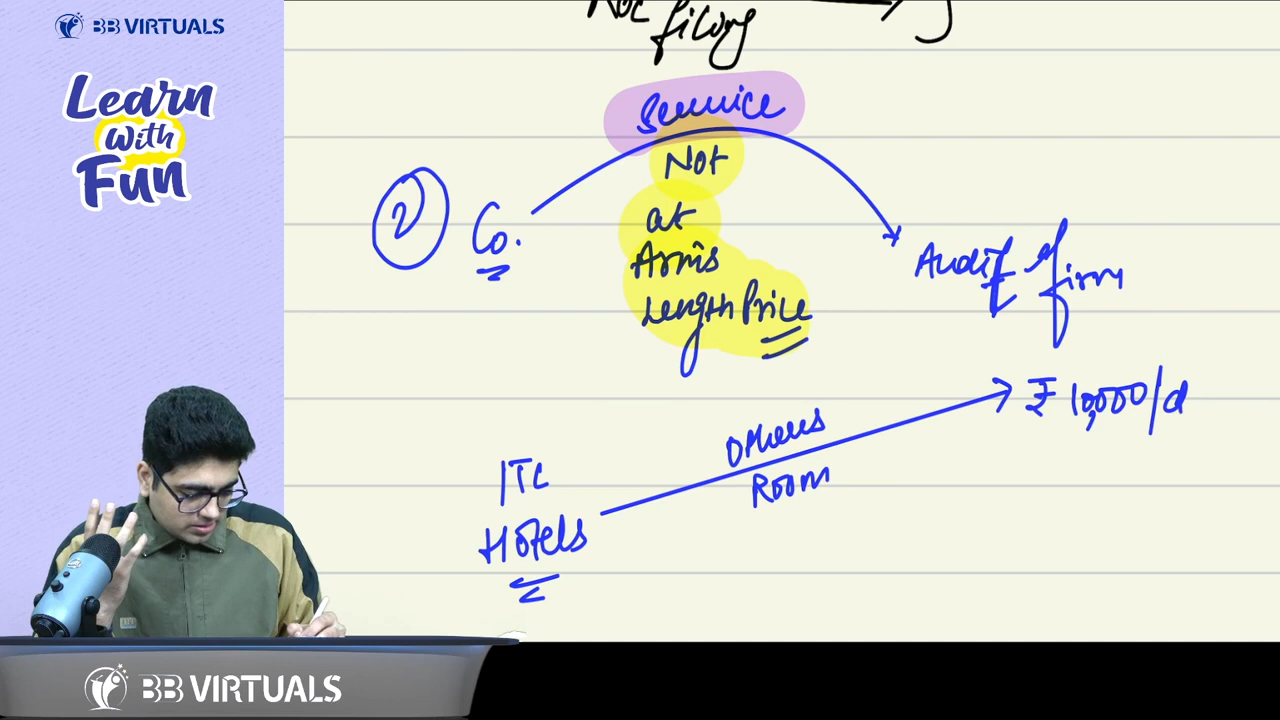 BB VIRTUALS
Learn
With
Fun
filing
Service
Not
at
Arm's
Length Price
2
Co.
Audit firm
ITC
Hotels
Others
Room
₹ 10,000/d
BB VIRTUALS